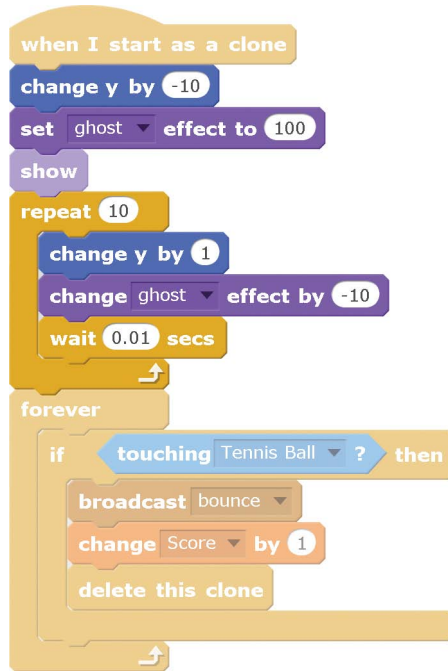 when I start as a clone
change y by -10
set ghost effect to 100
show
repeat 10
change y by 1
change ghost effect by -10
wait 0.01 secs
forever
if touching Tennis Ball ? then
broadcast bounce
change Score by 1
delete this clone